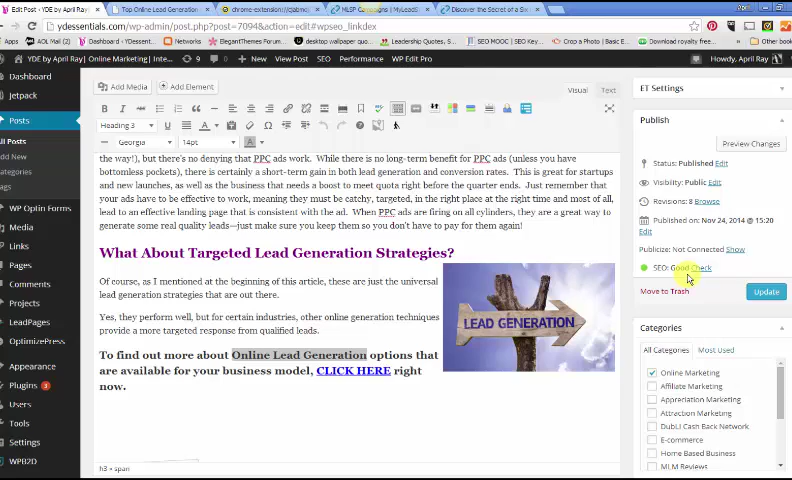 Edit Post ‹ YDE by April Ray
Top Online Lead Generation
chrome-extension://cjabmei
MLSP Campaigns | MyLeadS
Discover the Secret of a Six
ydessentials.com/wp-admin/post.php?post=7094&action=edit#wpseo_linkdex
Apps
AOL Mail (2)
Dashboard ‹ Essential
Networks
ElegantThemes Forum
desktop wallpaper quo
Leadership Quotes, S
SEO MOOC | SEO Key
Crop a Photo | Basic E
Download royalty free
Other book
YDE by April Ray| Online Marketing | Inte
9
0
New
View Post
SEO
Performance
WP Edit Pro
Howdy, April Ray
Dashboard
Jetpack
Posts
All Posts
Add New
Categories
Tags
WP Optin Forms
Media
Links
Pages
Comments
Projects
LeadPages
OptimizePress
Appearance
Plugins 3
Users
Tools
Settings
WPB2D
Add Media
Add Element
Visual
Text
Heading 3
Georgia
14pt
the way!), but there's no denying that PPC ads work. While there is no long-term benefit for PPC ads (unless you have
bottomless pockets), there is certainly a short-term gain in both lead generation and conversion rates. This is great for startups
and new launches, as well as the business that needs a boost to meet quota right before the quarter ends. Just remember that
your ads have to be effective to work, meaning they must be catchy, targeted, in the right place at the right time and most of all,
lead to an effective landing page that is consistent with the ad. When PPC ads are firing on all cylinders, they are a great way to
generate some real quality leads—just make sure you keep them so you don't have to pay for them again!
What About Targeted Lead Generation Strategies?
Of course, as I mentioned at the beginning of this article, these are just the universal
lead generation strategies that are out there.
Yes, they perform well, but for certain industries, other online generation techniques
provide a more targeted response from qualified leads.
To find out more about Online Lead Generation options that
are available for your business model, CLICK HERE right
now.
LEAD GENERATION
h3 » span
ET Settings
Publish
Preview Changes
Status: Published Edit
Visibility: Public Edit
Revisions: 8 Browse
Published on: Nov 24, 2014 @ 15:20
Edit
Publicize: Not Connected Show
SEO: Good Check
Move to Trash
Update
Categories
All Categories
Most Used
Online Marketing
Affiliate Marketing
Appreciation Marketing
Attraction Marketing
DubLI Cash Back Network
E-commerce
Home Based Business
MLM Reviews